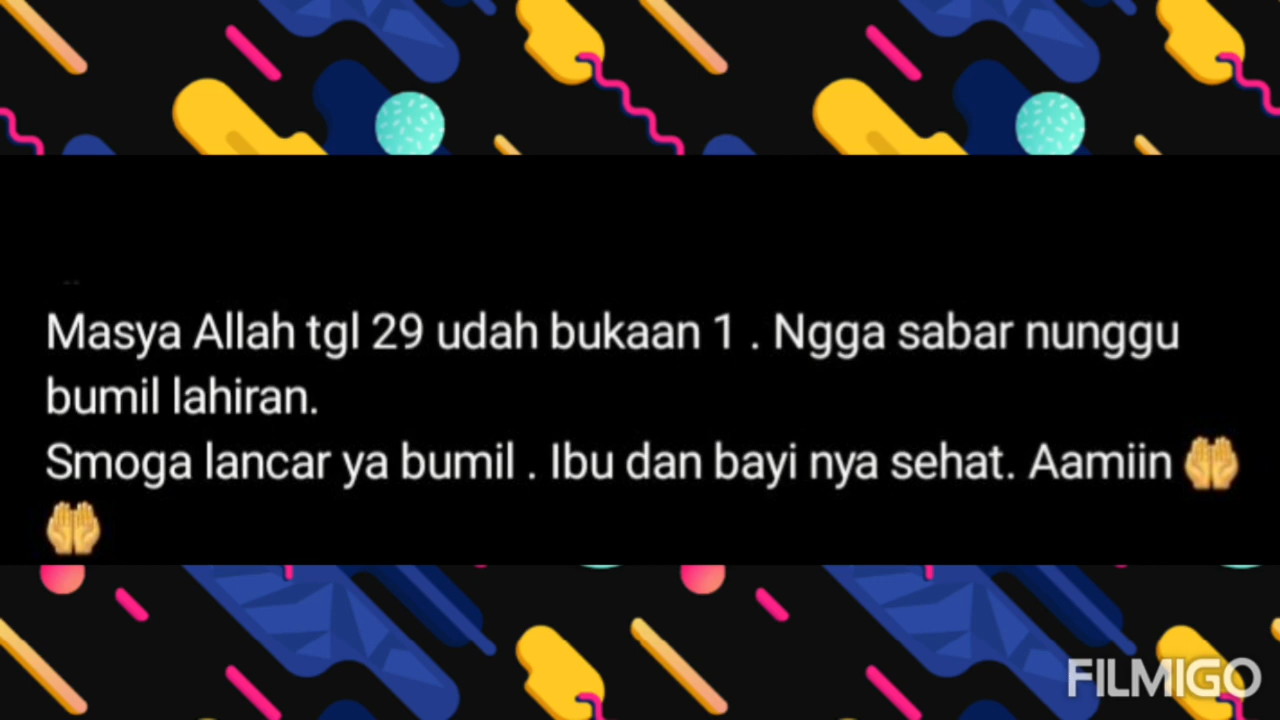 Masya Allah tgl 29 udah bukaan 1 . Ngga sabar nunggu
bumil lahiran.
Smoga lancar ya bumil . Ibu dan bayi nya sehat. Aamiin 🤲
🤲
FILMIGO